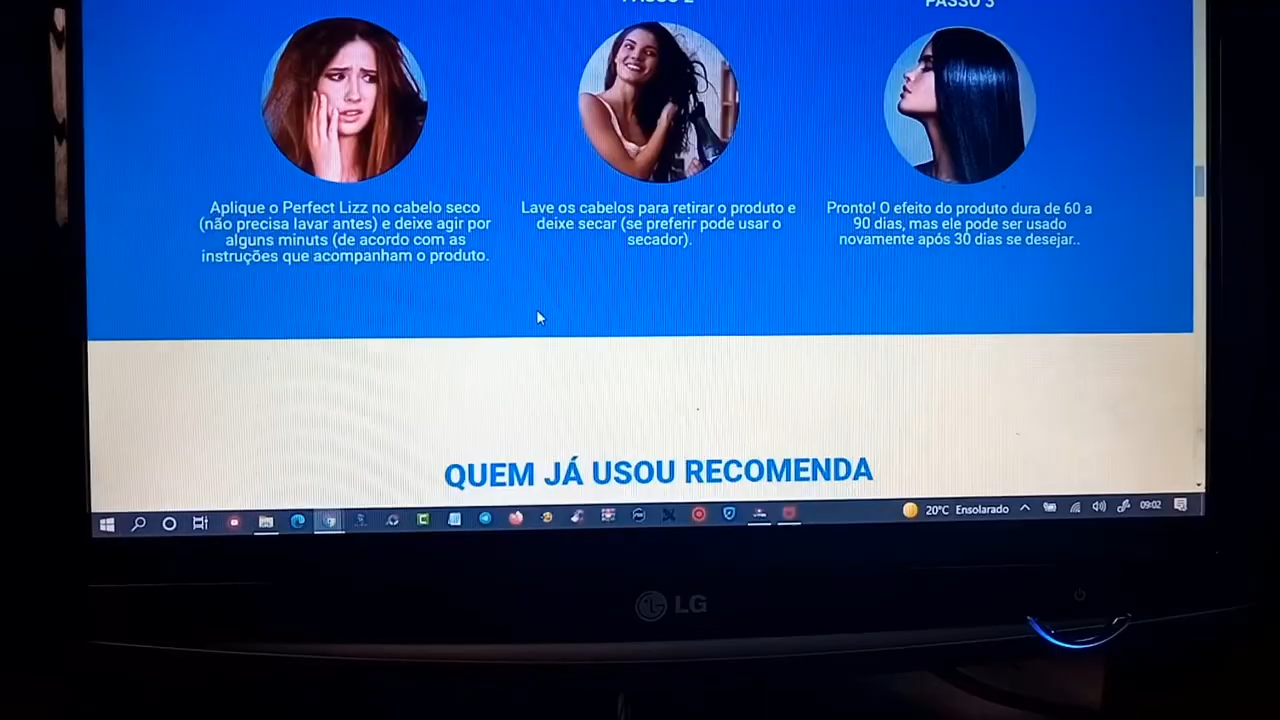 PASSO 2
PASSO 3
Aplique o Perfect Lizz no cabelo seco
(não precisa lavar antes) e deixe agir por
alguns minuts (de acordo com as
instruções que acompanham o produto.
Lave os cabelos para retirar o produto e
deixe secar (se preferir pode usar o
secador).
Pronto! O efeito do produto dura de 60 a
90 dias, mas ele pode ser usado
novamente após 30 dias se desejar..
QUEM JÁ USOU RECOMENDA
20°C Ensolarado
09:02
LG